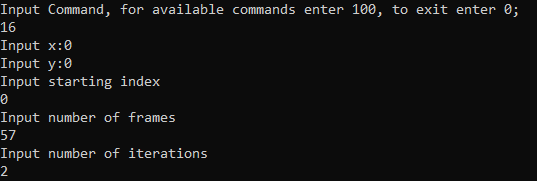 Input Command, for available commands enter 100, to exit enter 0;
16
Input x:0
Input y:0
Input starting index
0
Input number of frames
57
Input number of iterations
2